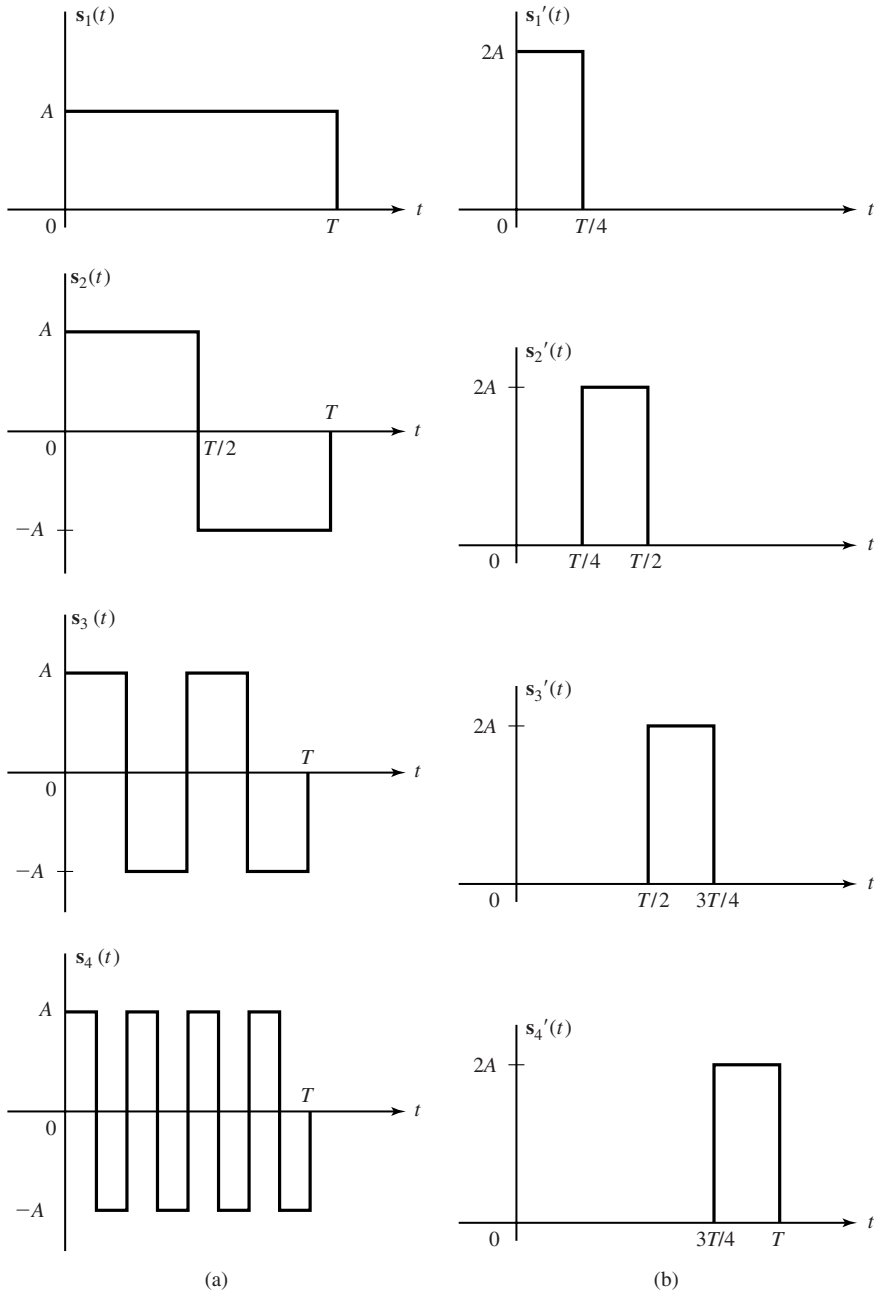 s₁(t)
A
0
T
t
s₁′(t)
2A
0
T/4
t
s₂(t)
A
T
0
T/2
t
−A
s₂′(t)
2A
0
T/4
T/2
t
s₃ (t)
A
T
0
t
−A
s₃′(t)
2A
0
T/2
3T/4
t
s₄ (t)
A
T
0
t
−A
s₄′(t)
2A
0
3T/4
T
t
(a)
(b)